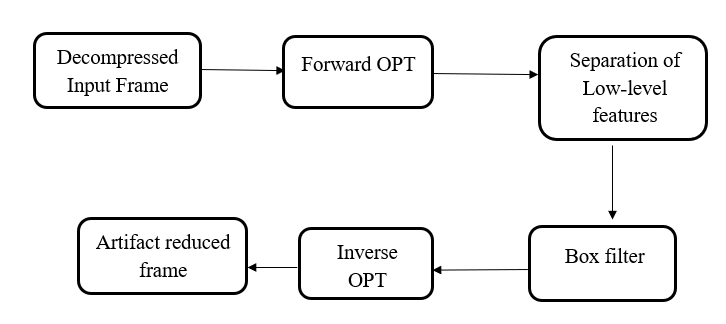 Decompressed
Input Frame
Forward OPT
Separation of
Low-level
features
Box filter
Inverse
OPT
Artifact reduced
frame